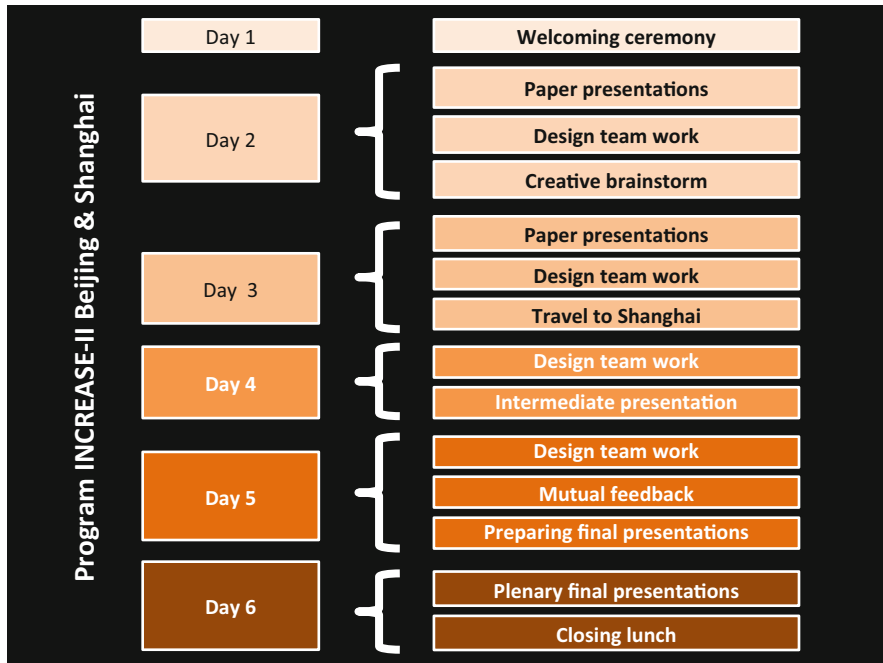 Program INCREASE-II Beijing & Shanghai
Day 1
Welcoming ceremony
Day 2
Paper presentations
Design team work
Creative brainstorm
Day 3
Paper presentations
Design team work
Travel to Shanghai
Day 4
Design team work
Intermediate presentation
Day 5
Design team work
Mutual feedback
Preparing final presentations
Day 6
Plenary final presentations
Closing lunch